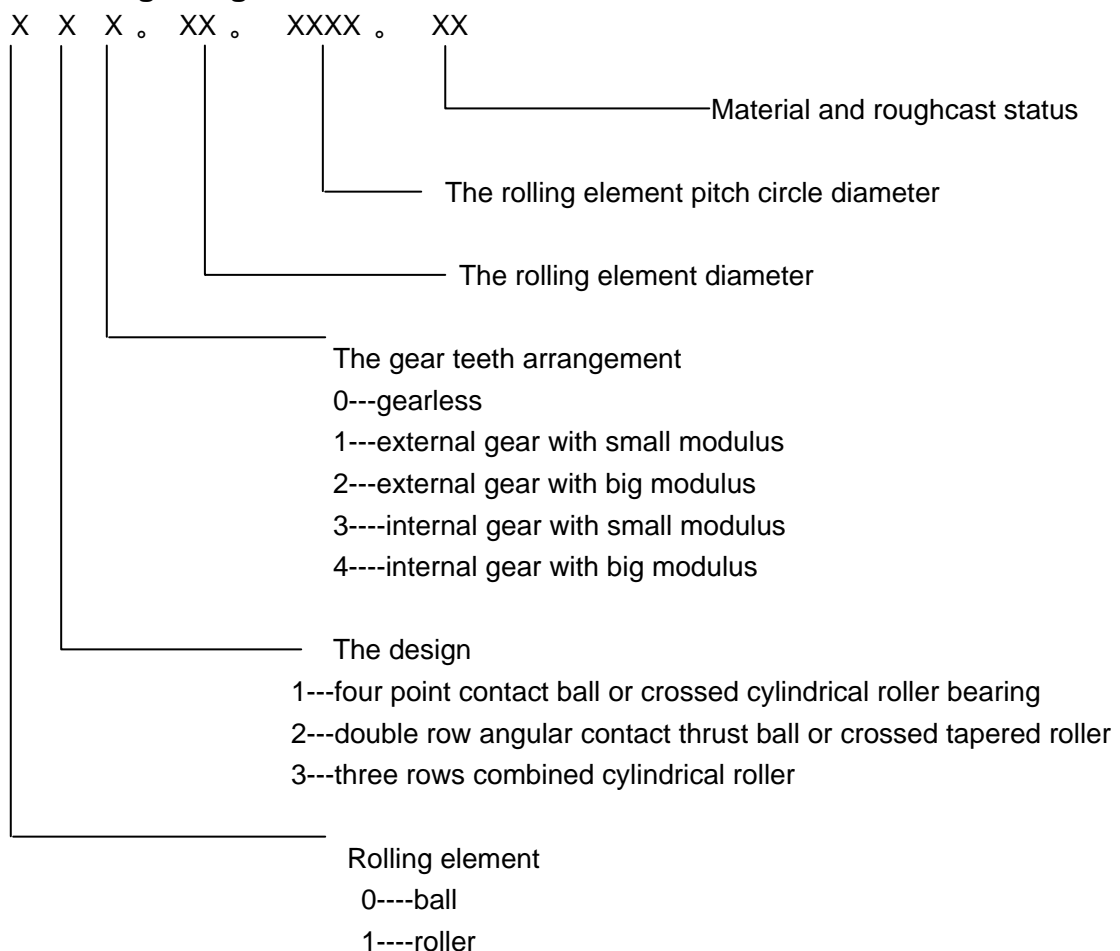 X X X 。 XX 。 XXXX 。 XX
Material and roughcast status
The rolling element pitch circle diameter
The rolling element diameter
The gear teeth arrangement
0---gearless
1---external gear with small modulus
2---external gear with big modulus
3----internal gear with small modulus
4----internal gear with big modulus
The design
1---four point contact ball or crossed cylindrical roller bearing
2---double row angular contact thrust ball or crossed tapered roller
3---three rows combined cylindrical roller
Rolling element
0----ball
1----roller